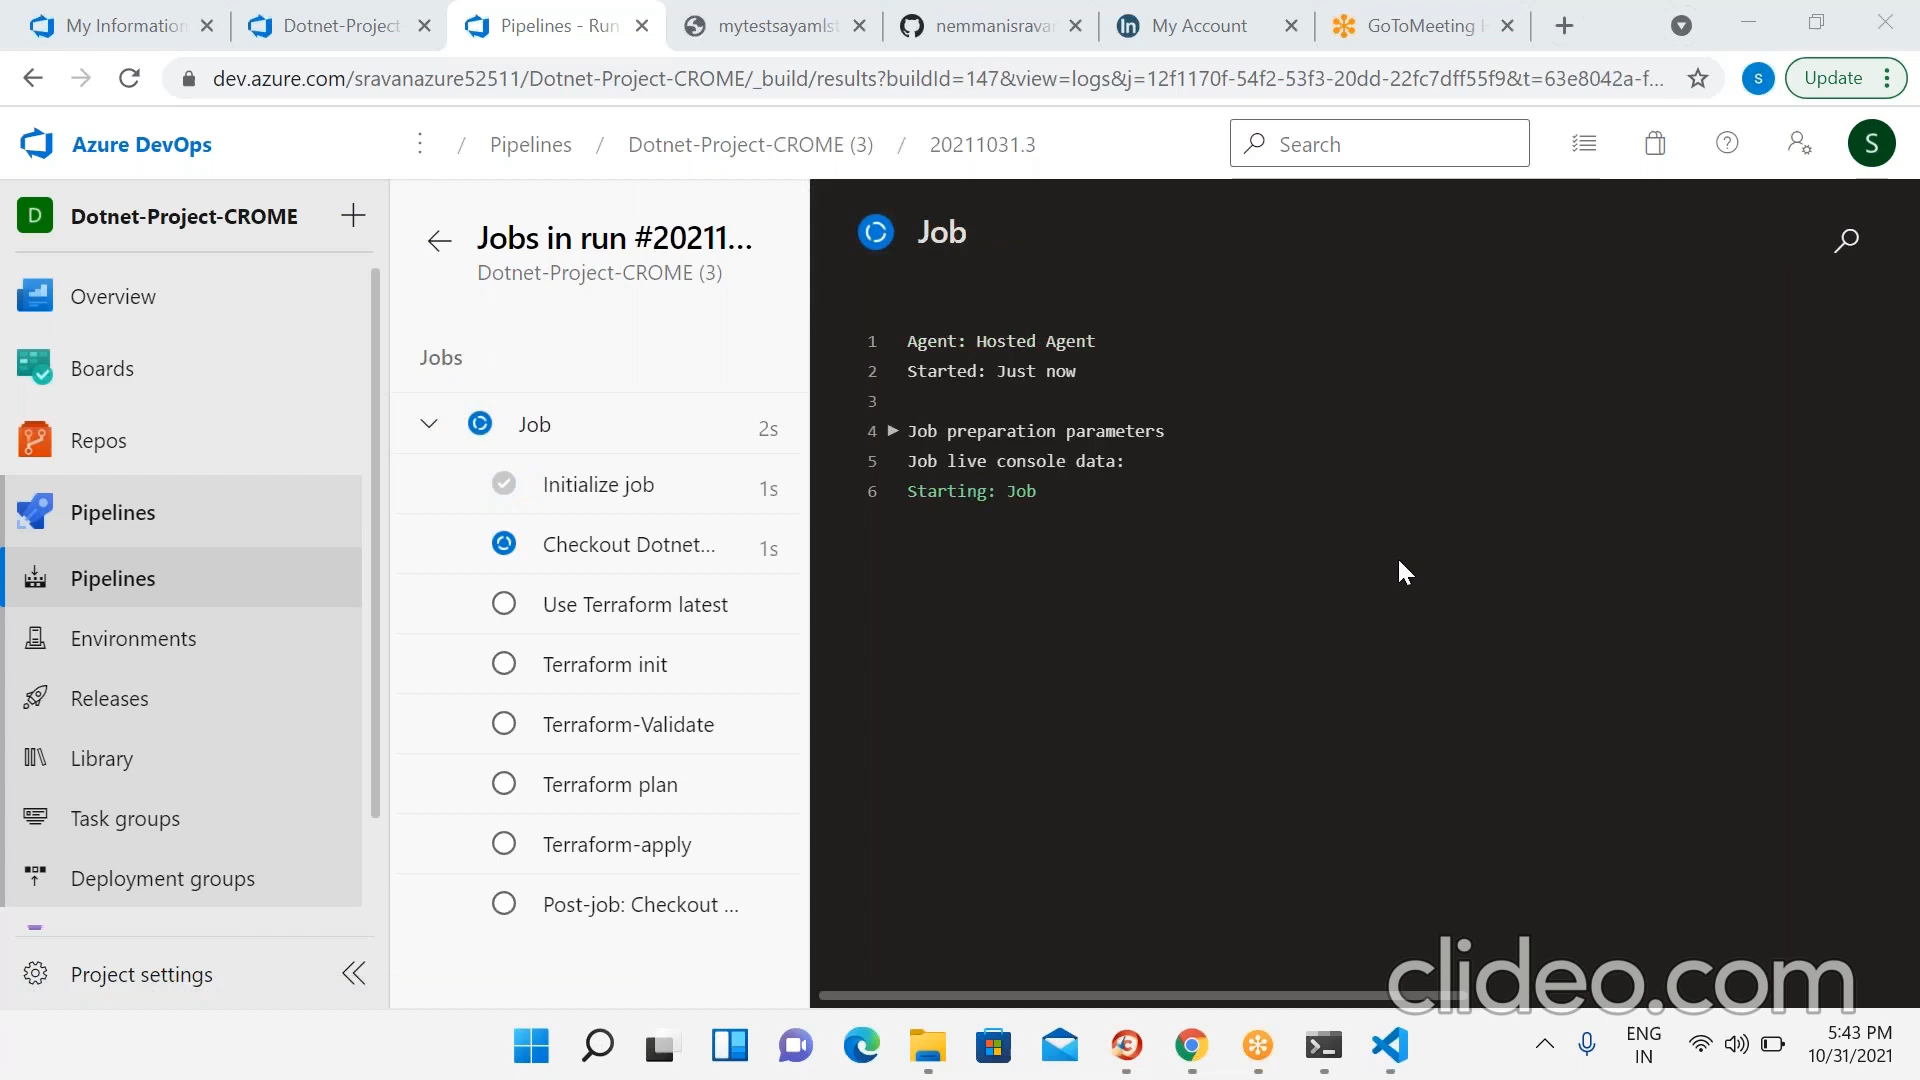 My Information
Dotnet-Project
Pipelines - Run
mytestsayamlst
nemmanisravan
My Account
GoToMeeting
dev.azure.com/sravanazure52511/Dotnet-Project-CROME/_build/results?buildId=147&view=logs&j=12f1170f-54f2-53f3-20dd-22fc7dff55f9&t=63e8042a-f...
S
Update
Azure DevOps
/ Pipelines / Dotnet-Project-CROME (3) / 20211031.3
Search
S
D
Dotnet-Project-CROME
Overview
Boards
Repos
Pipelines
Pipelines
Environments
Releases
Library
Task groups
Deployment groups
Project settings
Jobs in run #20211...
Dotnet-Project-CROME (3)
Jobs
Job 2s
Initialize job 1s
Checkout Dotnet... 1s
Use Terraform latest
Terraform init
Terraform-Validate
Terraform plan
Terraform-apply
Post-job: Checkout ...
Job
1 Agent: Hosted Agent
2 Started: Just now
3
4 Job preparation parameters
5 Job live console data:
6 Starting: Job
clideo.com
ENG
IN
5:43 PM
10/31/2021